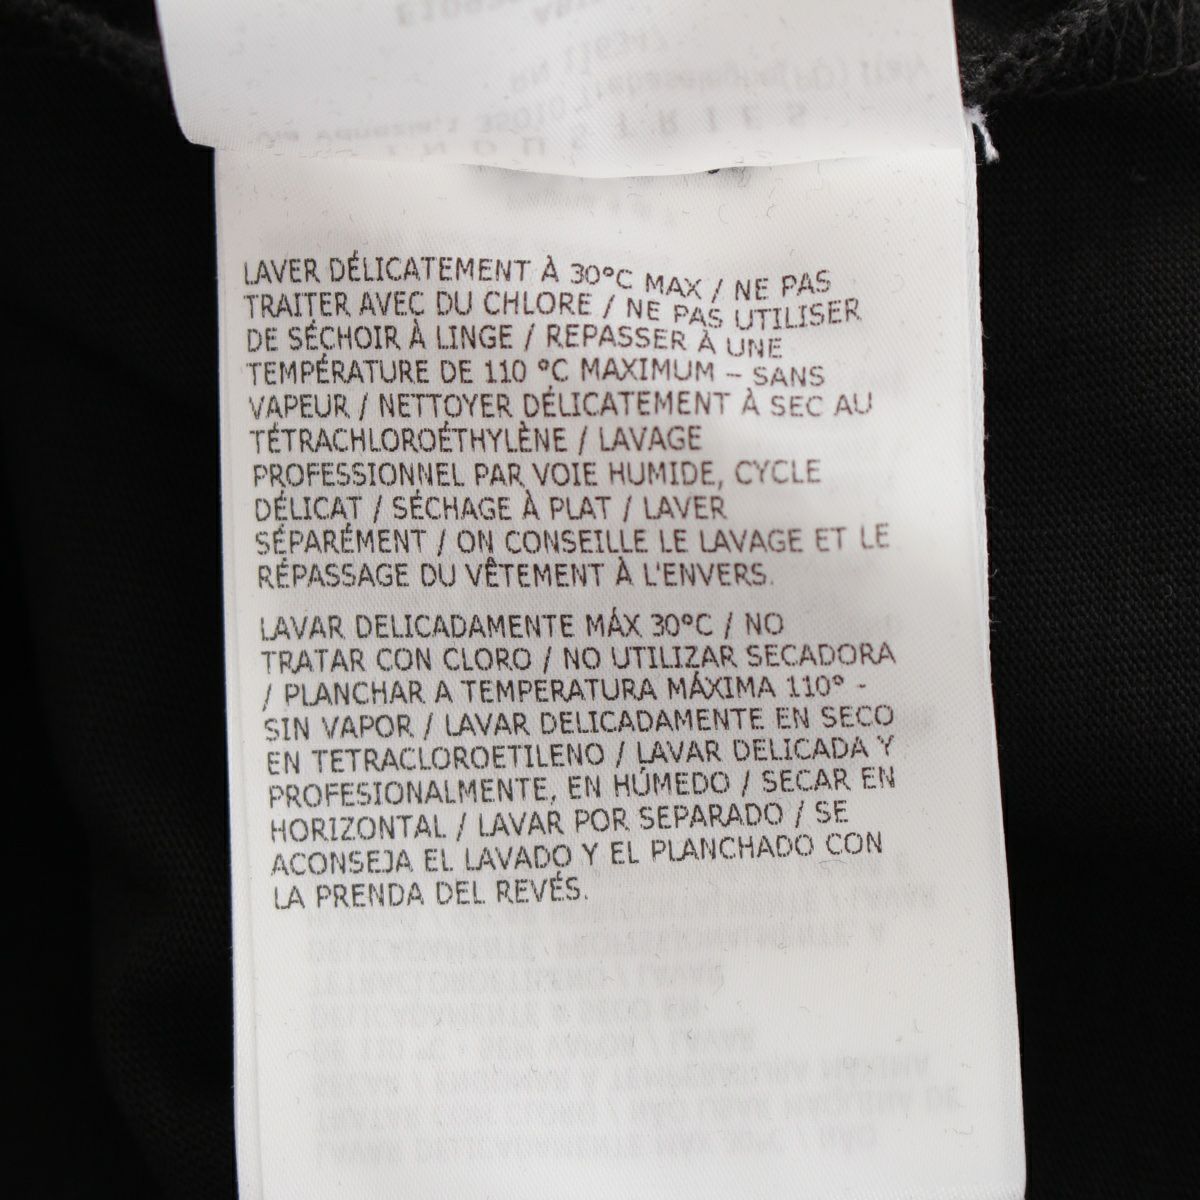 LAVER DÉLICATEMENT À 30°C MAX / NE PAS
TRAITER AVEC DU CHLORE / NE PAS UTILISER
DE SÉCHOIR À LINGE / REPASSER À UNE
TEMPÉRATURE DE 110 °C MAXIMUM – SANS
VAPEUR / NETTOYER DÉLICATEMENT À SEC AU
TÉTRACHLOROÉTHYLÈNE / LAVAGE
PROFESSIONNEL PAR VOIE HUMIDE, CYCLE
DÉLICAT / SÉCHAGE À PLAT / LAVER
SÉPARÉMENT / ON CONSEILLE LE LAVAGE ET LE
RÉPASSAGE DU VÊTEMENT À L'ENVERS.
LAVAR DELICADAMENTE MÁX 30°C / NO
TRATAR CON CLORO / NO UTILIZAR SECADORA
/ PLANCHAR A TEMPERATURA MÁXIMA 110° -
SIN VAPOR / LAVAR DELICADAMENTE EN SECO
EN TETRACLOROETILENO / LAVAR DELICADA Y
PROFESIONALMENTE, EN HÚMEDO / SECAR EN
HORIZONTAL / LAVAR POR SEPARADO / SE
ACONSEJA EL LAVADO Y EL PLANCHADO CON
LA PRENDA DEL REVÉS.